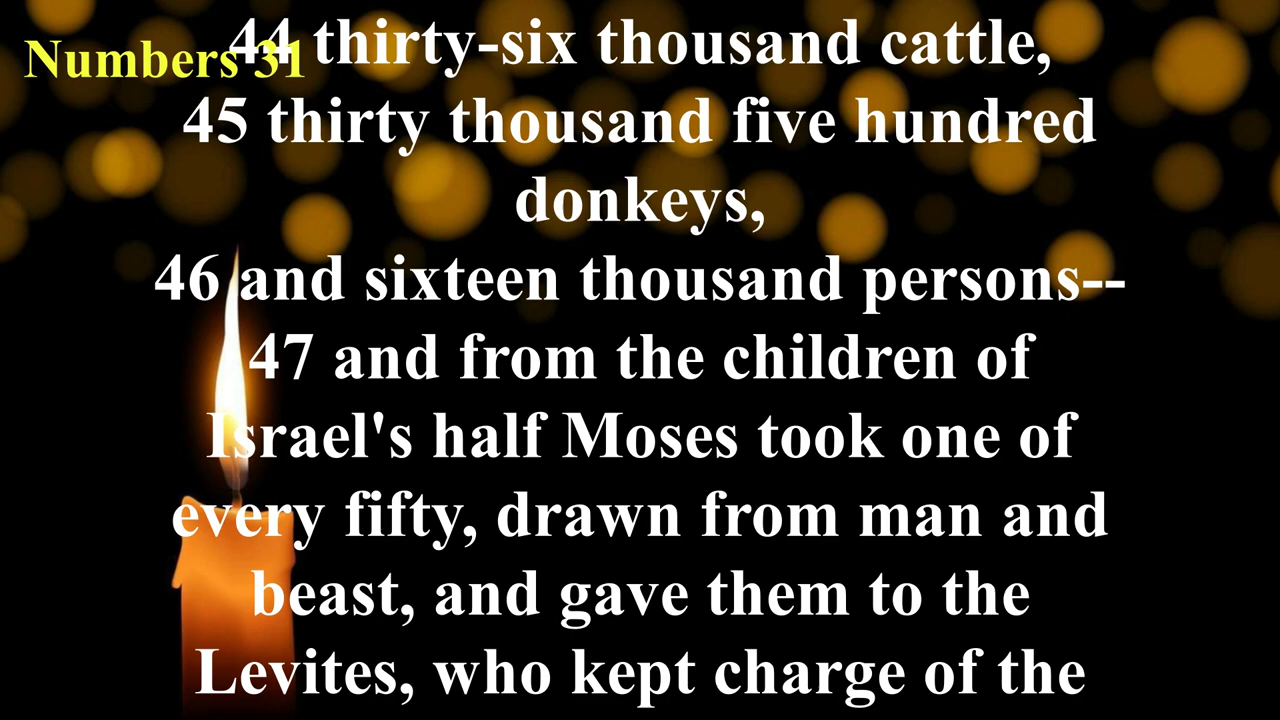 Numbers 31
44 thirty-six thousand cattle,
45 thirty thousand five hundred
donkeys,
46 and sixteen thousand persons--
47 and from the children of
Israel's half Moses took one of
every fifty, drawn from man and
beast, and gave them to the
Levites, who kept charge of the